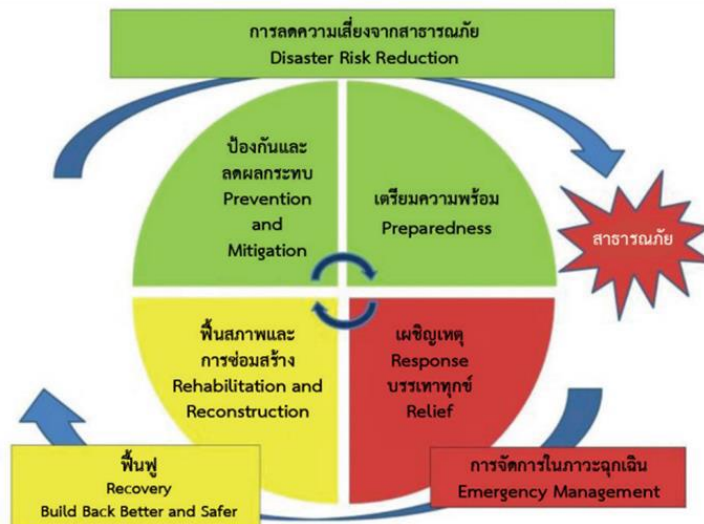 การลดความเสี่ยงจากสาธารณภัย
Disaster Risk Reduction
ป้องกันและ
ลดผลกระทบ
Prevention
and
Mitigation
เตรียมความพร้อม
Preparedness
สาธารณภัย
ฟื้นสภาพและ
การซ่อมสร้าง
Rehabilitation and
Reconstruction
เผชิญเหตุ
Response
บรรเทาทุกข์
Relief
ฟื้นฟู
Recovery
Build Back Better and Safer
การจัดการในภาวะฉุกเฉิน
Emergency Management